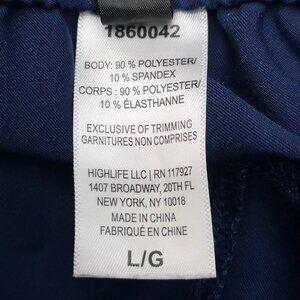 1860042
BODY: 90 % POLYESTER/
10 % SPANDEX
CORPS : 90 % POLYESTER/
10 % ÉLASTHANNE
EXCLUSIVE OF TRIMMING
GARNITURES NON COMPRISES
HIGHLIFE LLC | RN 117927
1407 BROADWAY, 20TH FL
NEW YORK, NY 10018
MADE IN CHINA
FABRIQUÉ EN CHINE
L/G